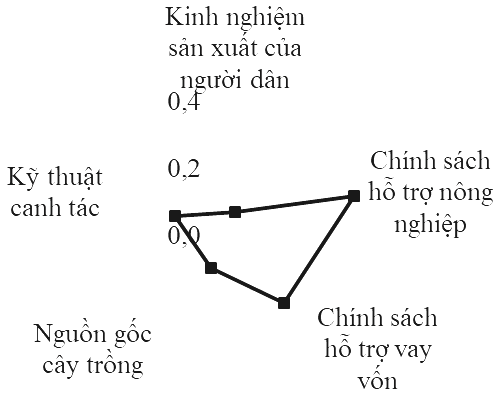 Kinh nghiệm
sản xuất của
người dân
0,4
0,2
0,0
Chính sách
hỗ trợ nông
nghiệp
Kỹ thuật
canh tác
Chính sách
hỗ trợ vay
vốn
Nguồn gốc
cây trồng